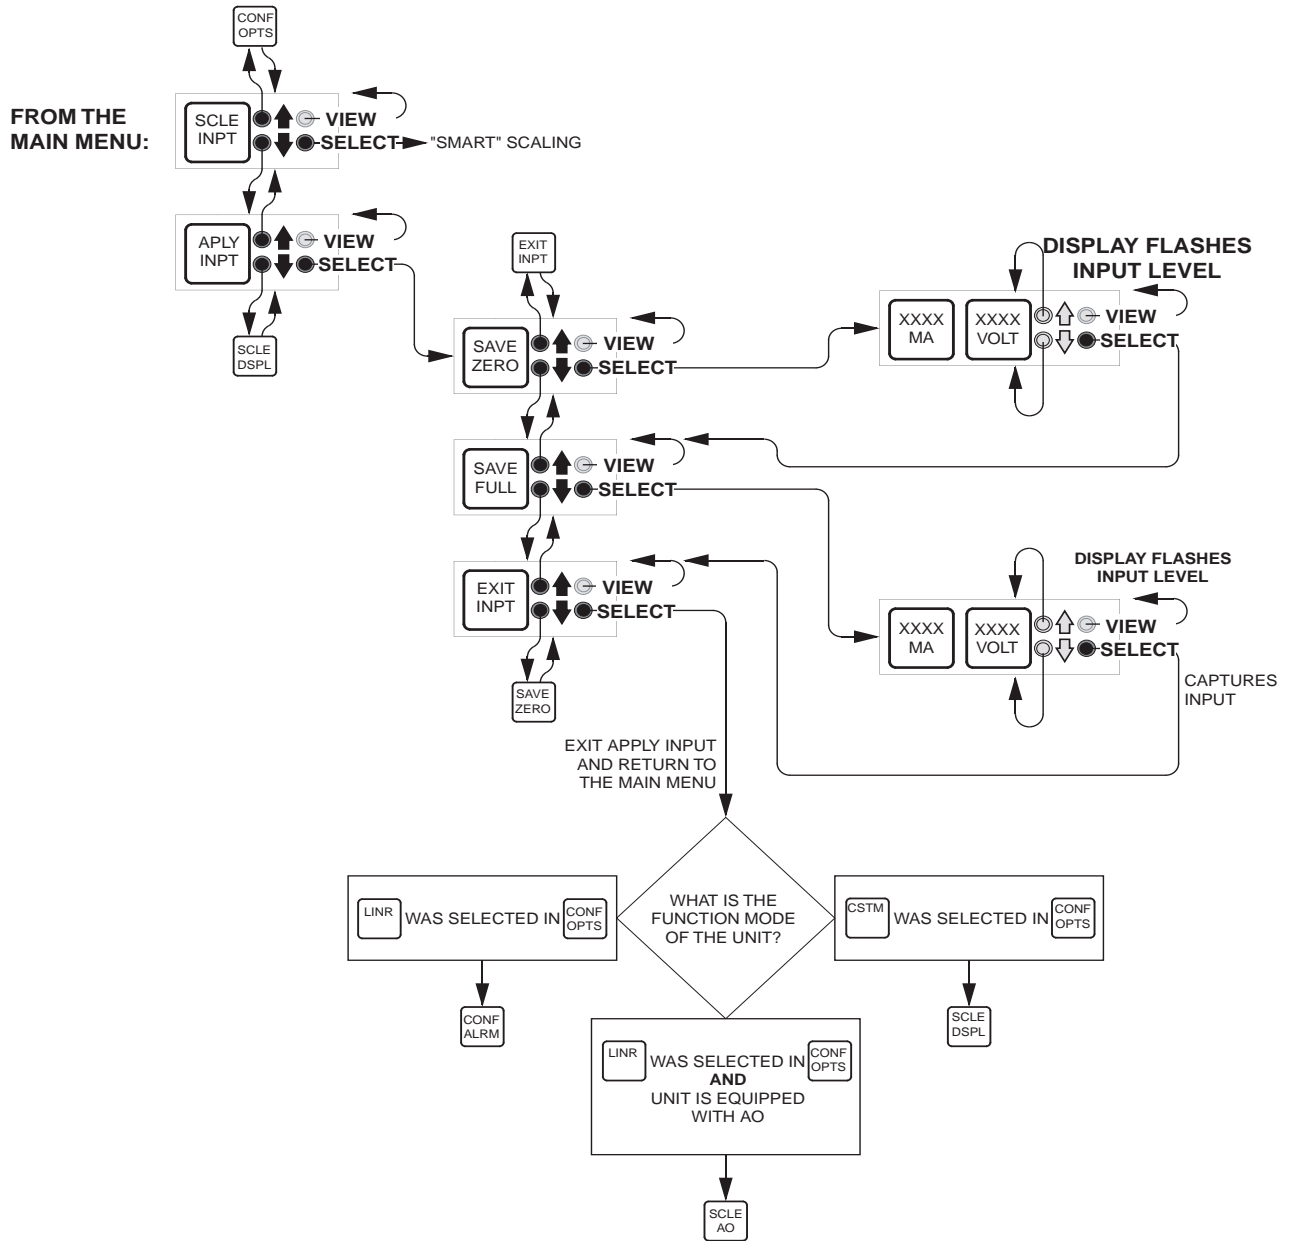 CONF
OPTS
FROM THE
MAIN MENU:
SCLE
INPT
VIEW
SELECT
"SMART" SCALING
APLY
INPT
VIEW
SELECT
SCLE
DSPL
EXIT
INPT
SAVE
ZERO
VIEW
SELECT
DISPLAY FLASHES
INPUT LEVEL
XXXX
MA
XXXX
VOLT
VIEW
SELECT
SAVE
FULL
VIEW
SELECT
EXIT
INPT
VIEW
SELECT
SAVE
ZERO
DISPLAY FLASHES
INPUT LEVEL
XXXX
MA
XXXX
VOLT
VIEW
SELECT
CAPTURES
INPUT
EXIT APPLY INPUT
AND RETURN TO
THE MAIN MENU
WHAT IS THE
FUNCTION MODE
OF THE UNIT?
LINR WAS SELECTED IN CONF
OPTS
CONF
ALRM
CSTM WAS SELECTED IN CONF
OPTS
SCLE
DSPL
LINR WAS SELECTED IN CONF
OPTS
AND
UNIT IS EQUIPPED
WITH AO
SCLE
AO